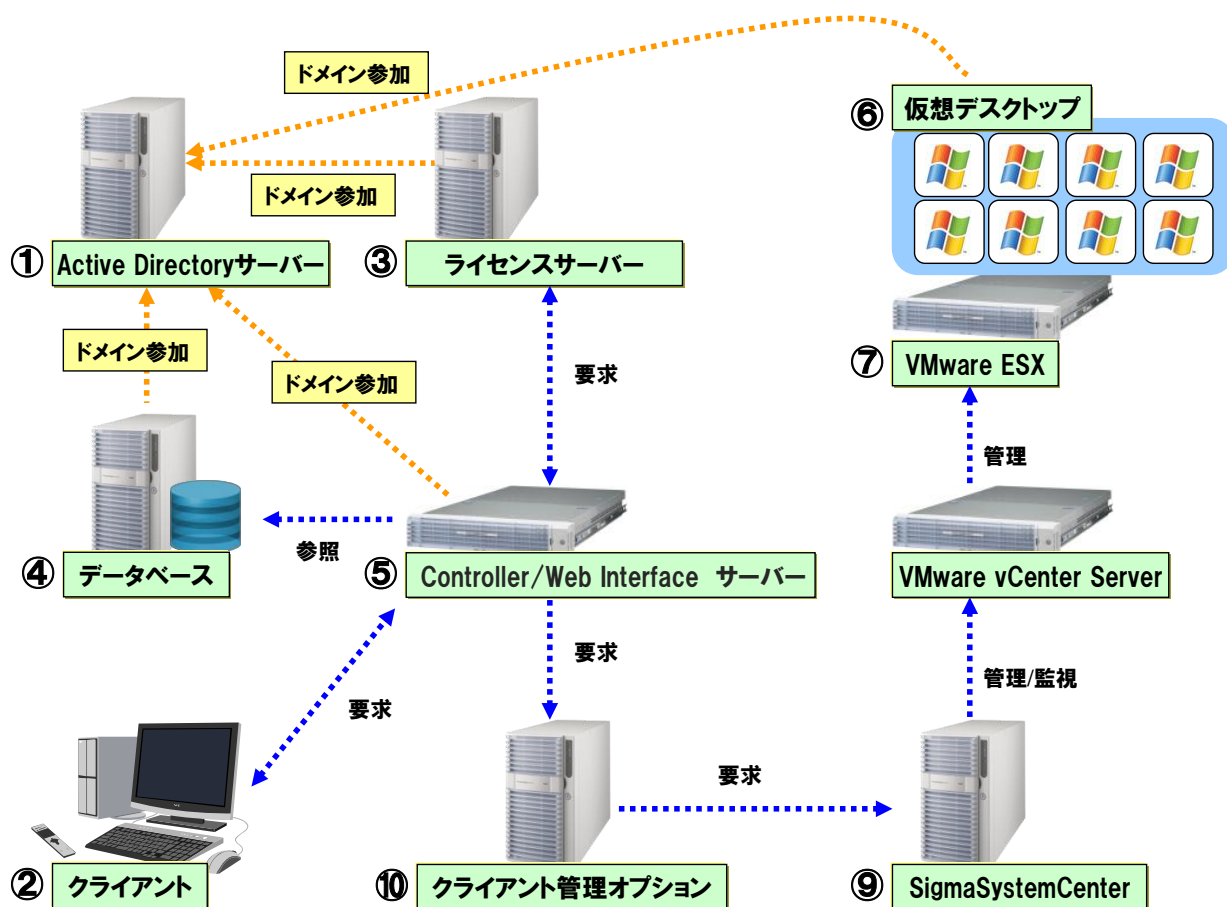 ドメイン参加
⑥ 仮想デスクトップ
ドメイン参加
① Active Directoryサーバー
③ ライセンスサーバー
ドメイン参加
ドメイン参加
要求
⑦ VMware ESX
管理
参照
④ データベース
⑤ Controller/Web Interface サーバー
VMware vCenter Server
要求
管理/監視
要求
要求
② クライアント
⑩ クライアント管理オプション
⑨ SigmaSystemCenter